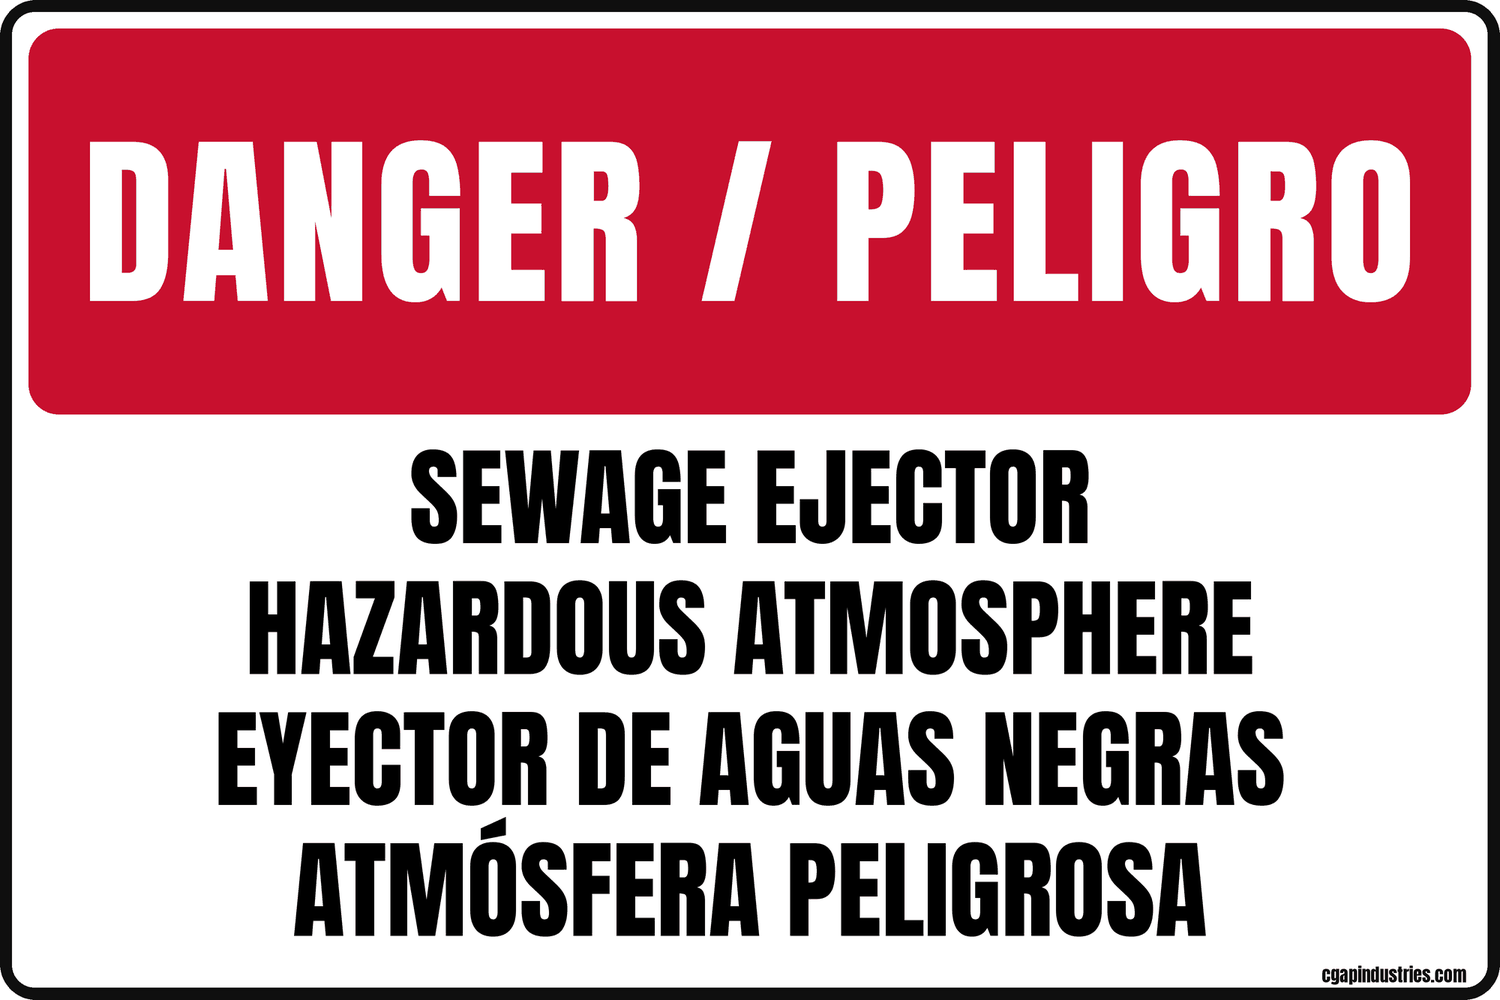 DANGER / PELIGRO
SEWAGE EJECTOR
HAZARDOUS ATMOSPHERE
EYECTOR DE AGUAS NEGRAS
ATMÓSFERA PELIGROSA
cgapindustries.com